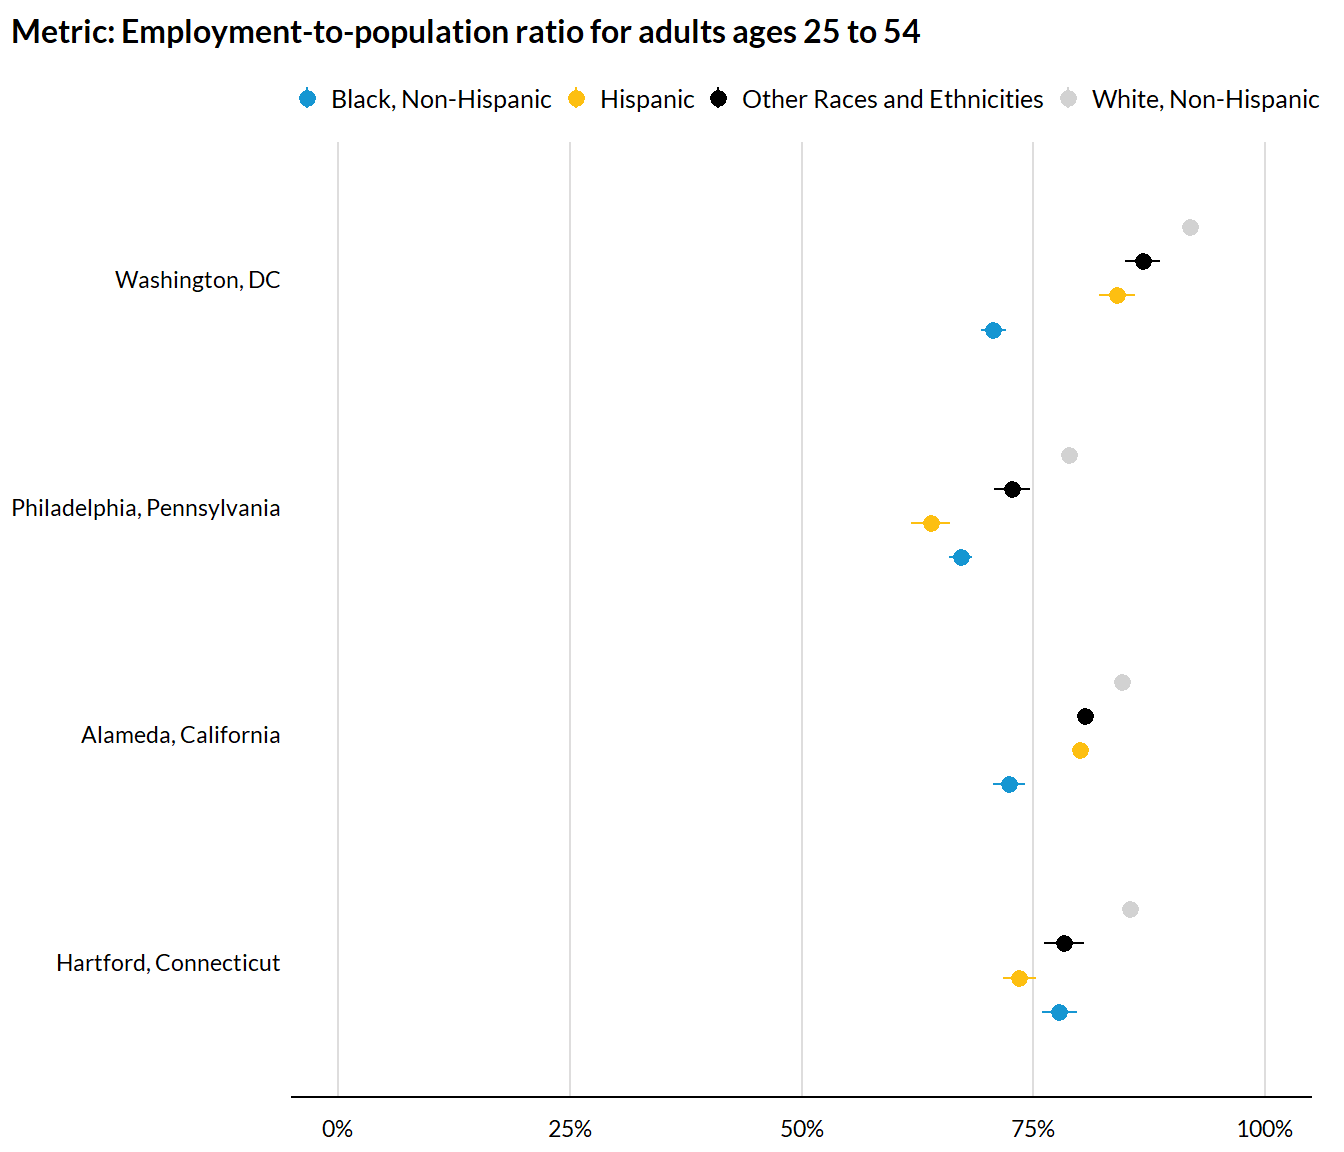 Metric: Employment-to-population ratio for adults ages 25 to 54
Black, Non-Hispanic Hispanic Other Races and Ethnicities White, Non-Hispanic
Washington, DC
Philadelphia, Pennsylvania
Alameda, California
Hartford, Connecticut
0% 25% 50% 75% 100%